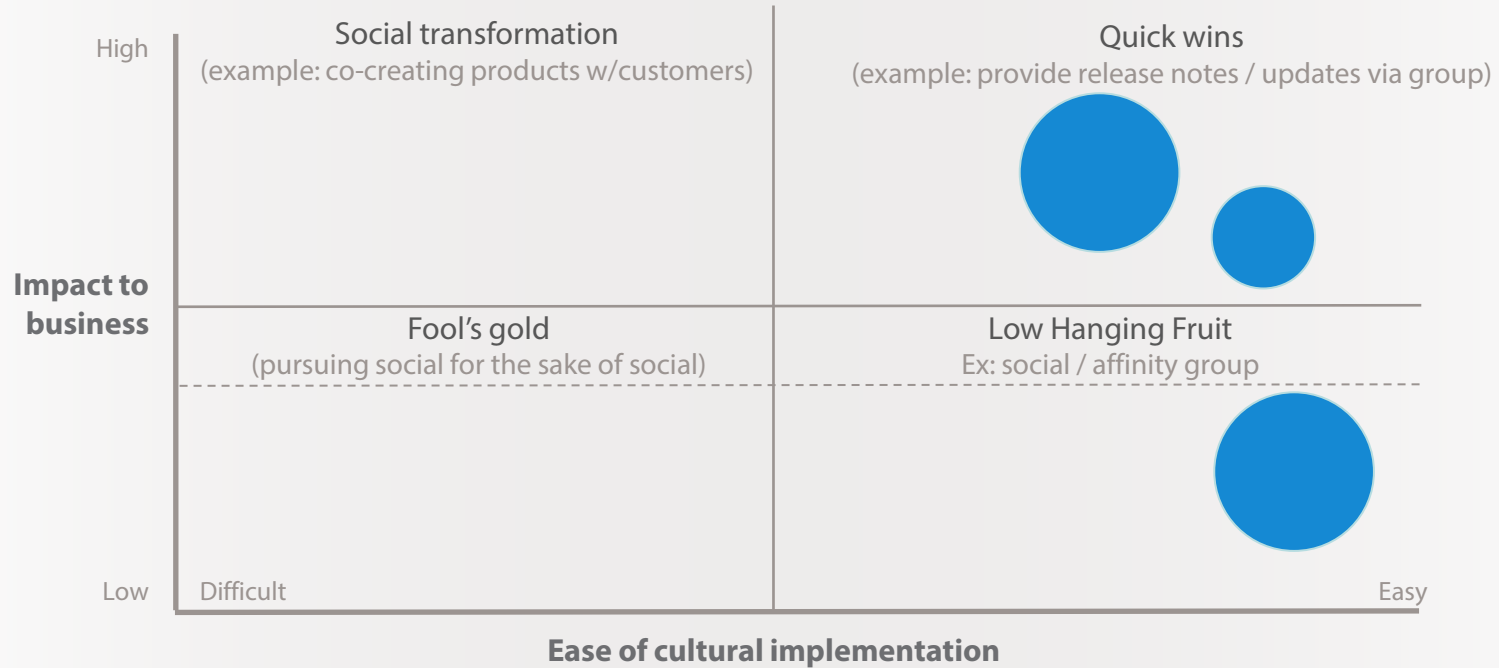 High
Social transformation
(example: co-creating products w/customers)
Quick wins
(example: provide release notes / updates via group)
Impact to
business
Fool’s gold
(pursuing social for the sake of social)
Low Hanging Fruit
Ex: social / affinity group
Low
Difficult
Easy
Ease of cultural implementation